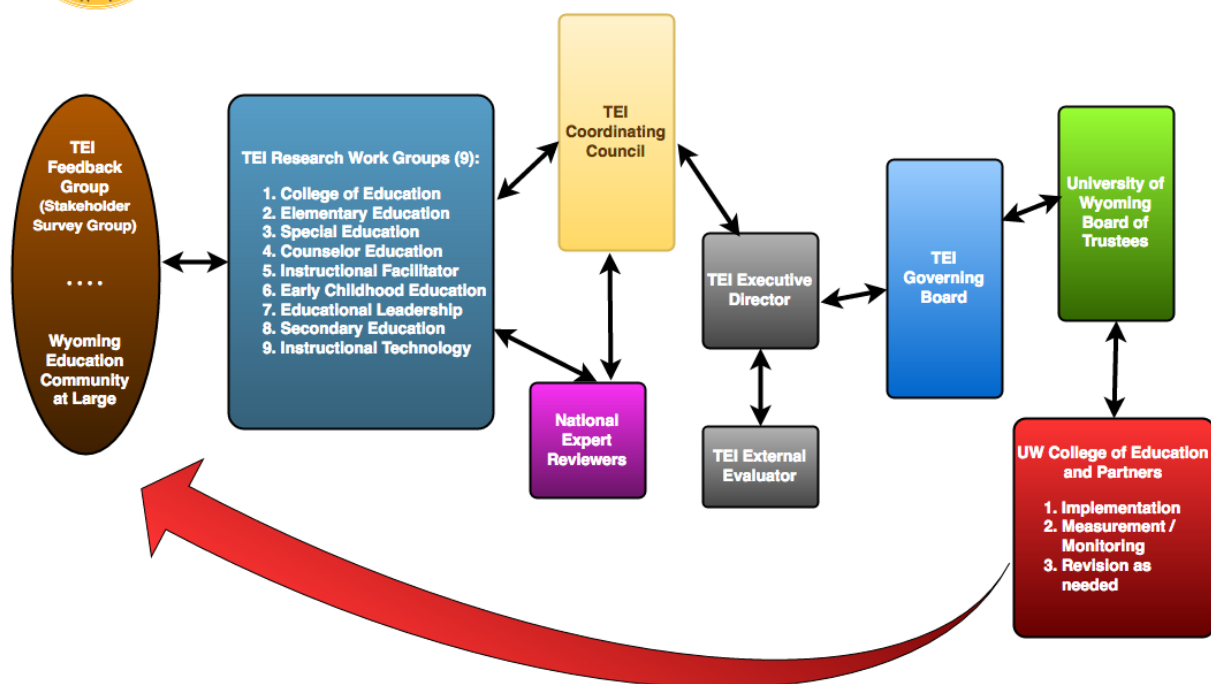 TEI
Feedback
Group
(Stakeholder
Survey Group)
....
Wyoming
Education
Community
at Large
TEI Research Work Groups (9):
1. College of Education
2. Elementary Education
3. Special Education
4. Counselor Education
5. Instructional Facilitator
6. Early Childhood Education
7. Educational Leadership
8. Secondary Education
9. Instructional Technology
TEI
Coordinating
Council
National
Expert
Reviewers
TEI Executive
Director
TEI External
Evaluator
TEI
Governing
Board
University of
Wyoming
Board of
Trustees
UW College of Education
and Partners
1. Implementation
2. Measurement /
Monitoring
3. Revision as
needed